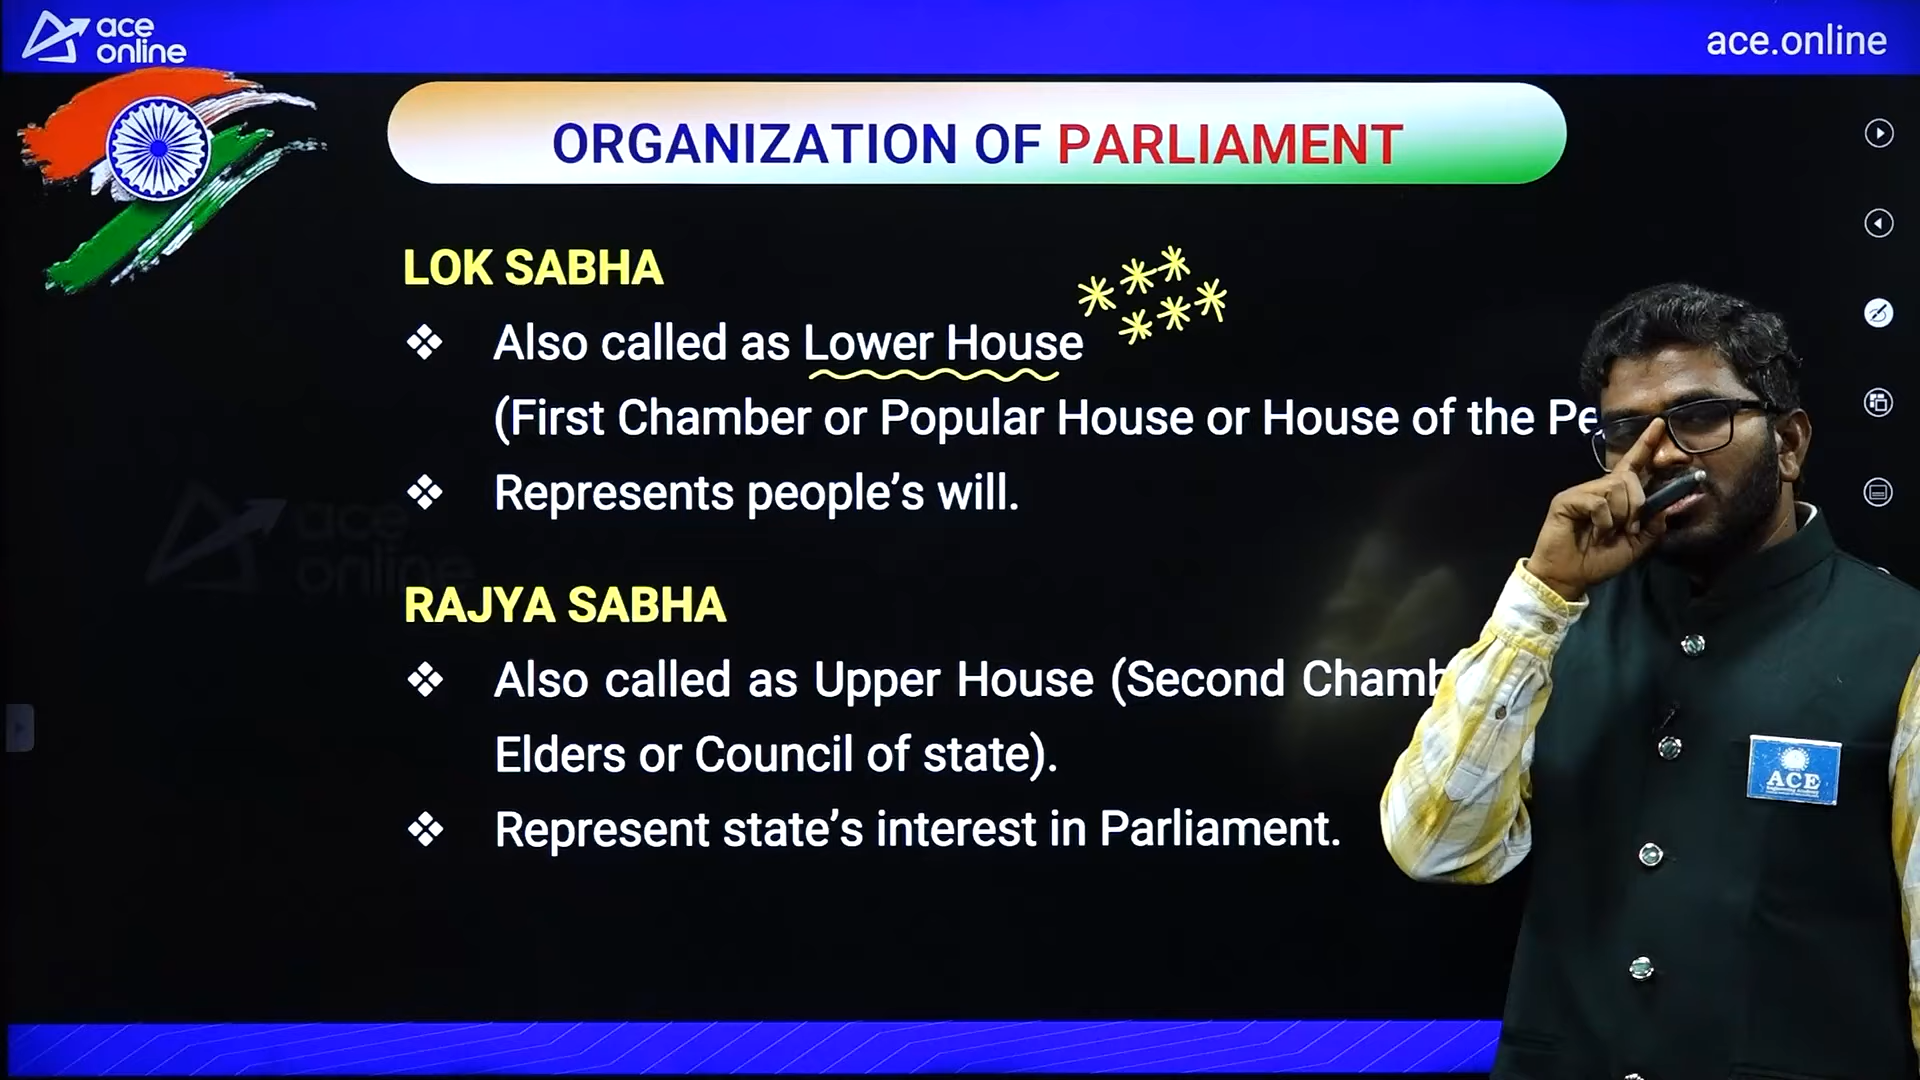 ace
online
ace.online
ORGANIZATION OF PARLIAMENT
LOK SABHA
Also called as Lower House
(First Chamber or Popular House or House of the Pe
Represents people’s will.
ace
online
RAJYA SABHA
Also called as Upper House (Second Chamb
Elders or Council of state).
Represent state’s interest in Parliament.
ACE